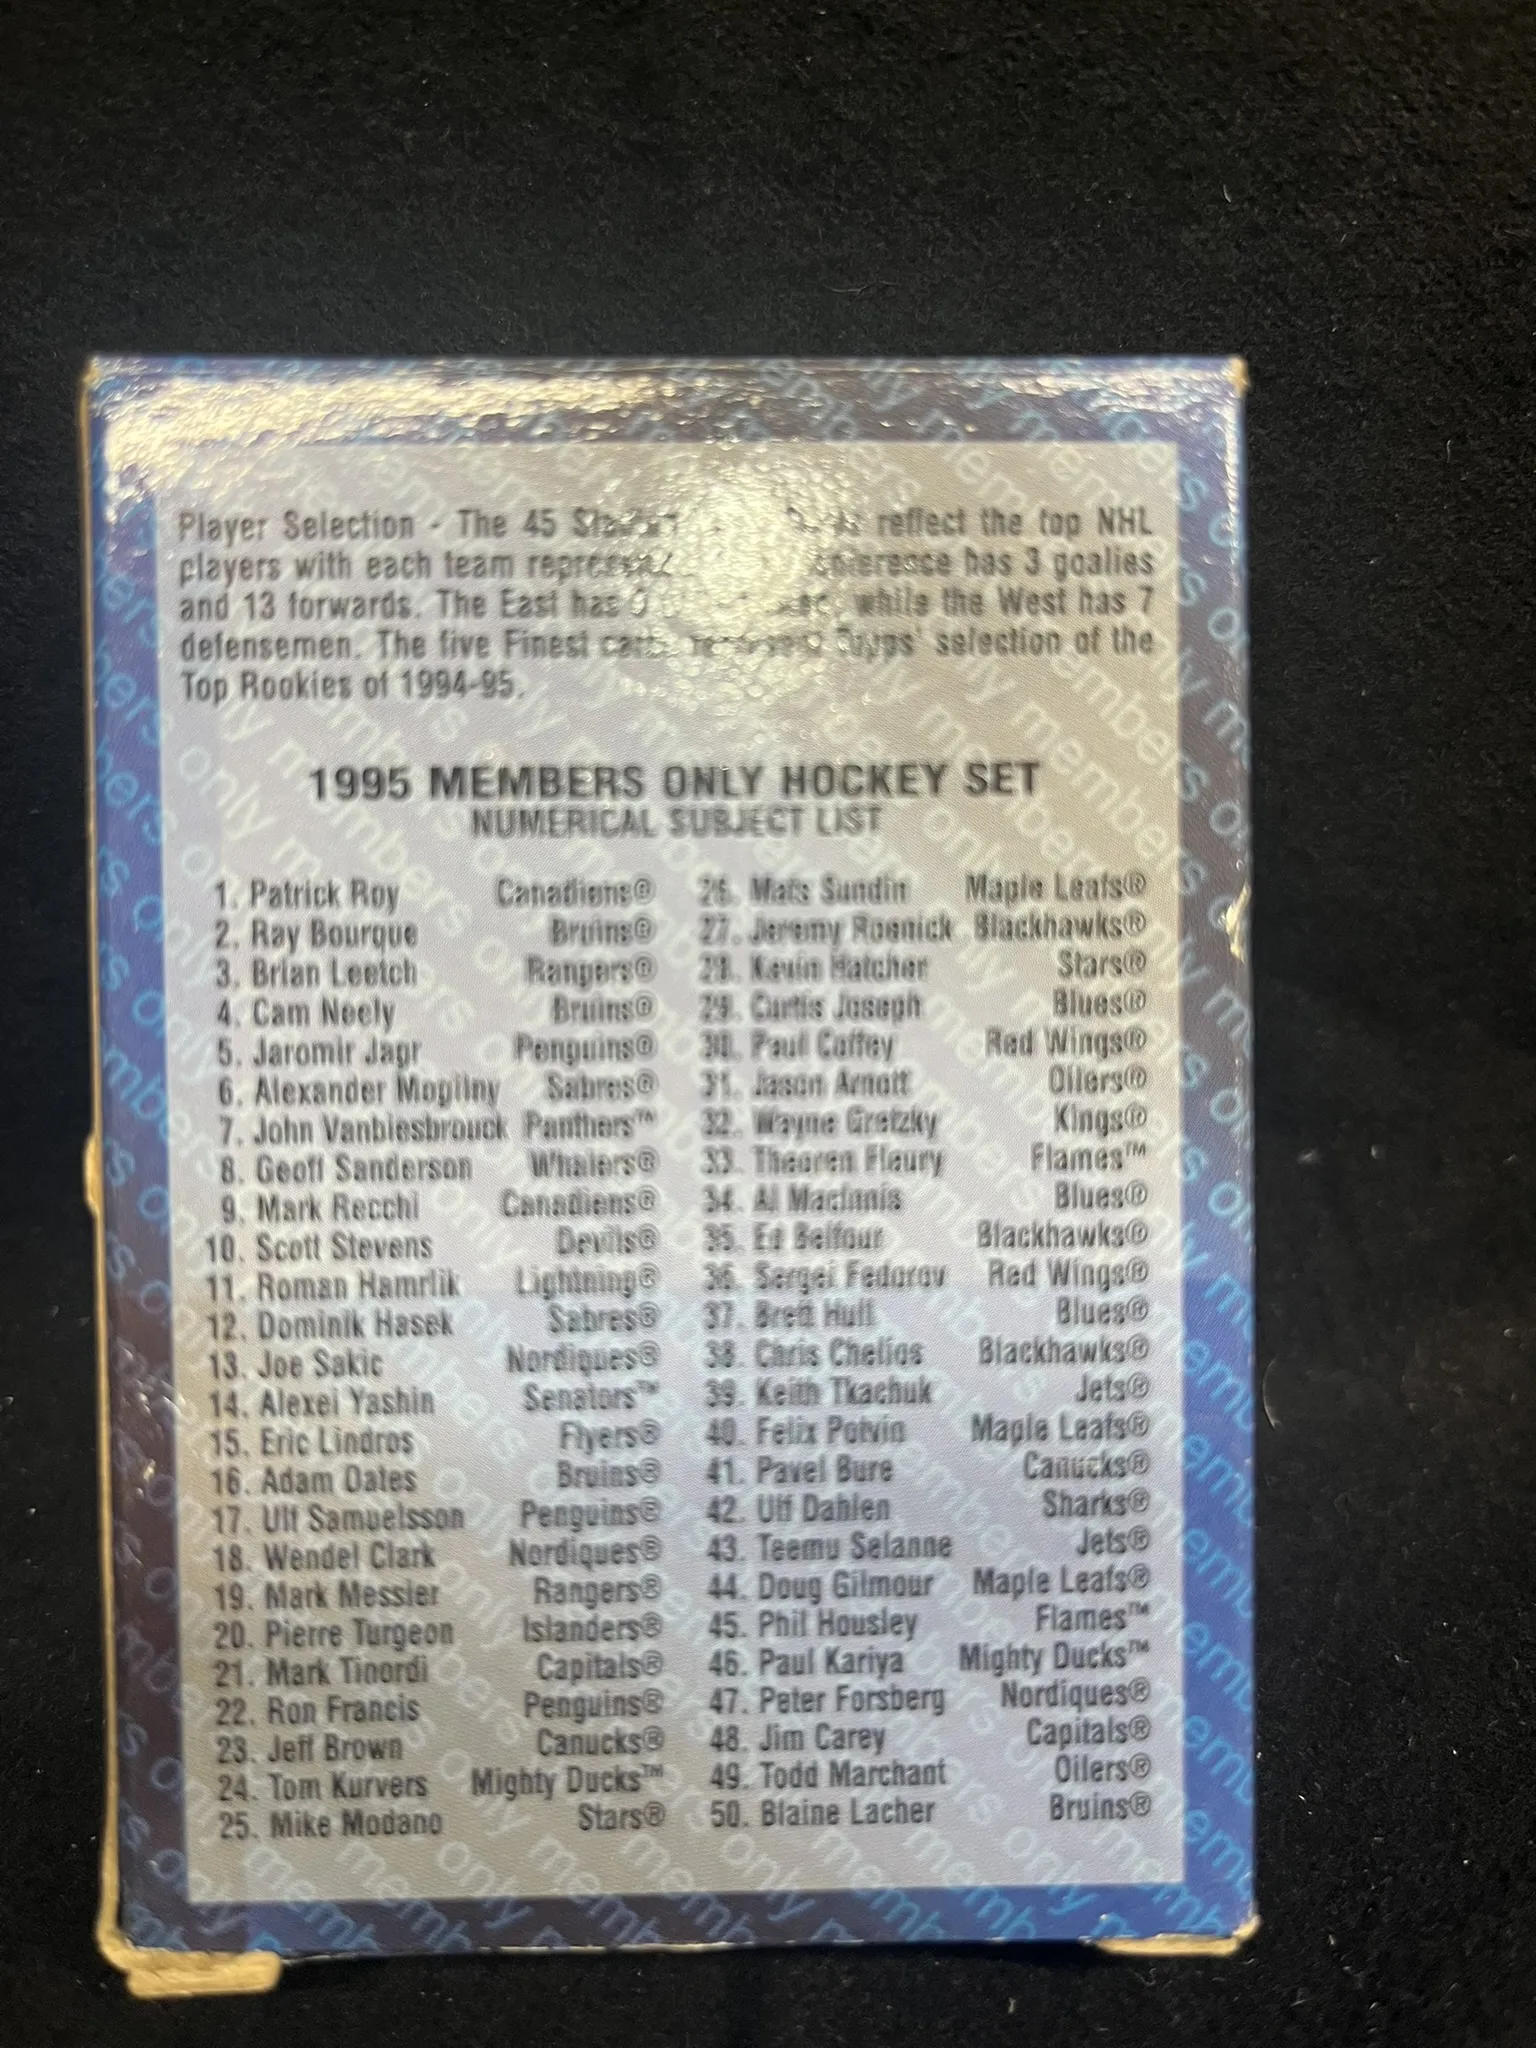 Player Selection - The 45 reflect the top NHL
players with each team has 3 goalies
and 13 forwards. The East has while the West has 7
defensemen. The five Finest cards represent Topps' selection of the
Top Rookies of 1994-95.
1995 MEMBERS ONLY HOCKEY SET
NUMERICAL SUBJECT LIST
1. Patrick Roy Canadiens®
2. Ray Bourque Bruins®
3. Brian Leetch Rangers®
4. Cam Neely Bruins®
5. Jaromir Jagr Penguins®
6. Alexander Mogilny Sabres®
7. John Vanbiesbrouck Panthers™
8. Geoff Sanderson Whalers®
9. Mark Recchi Canadiens®
10. Scott Stevens Devils®
11. Roman Hamrlik Lightning®
12. Dominik Hasek Sabres®
13. Joe Sakic Nordiques®
14. Alexei Yashin Senators™
15. Eric Lindros Flyers®
16. Adam Oates Bruins®
17. Ulf Samuelsson Penguins®
18. Wendel Clark Nordiques®
19. Mark Messier Rangers®
20. Pierre Turgeon Islanders®
21. Mark Tinordi Capitals®
22. Ron Francis Penguins®
23. Jeff Brown Canucks®
24. Tom Kurvers Mighty Ducks™
25. Mike Modano Stars®
26. Mats Sundin Maple Leafs®
27. Jeremy Roenick Blackhawks®
28. Kevin Hatcher Stars®
29. Curtis Joseph Blues®
30. Paul Coffey Red Wings®
31. Jason Arnott Oilers®
32. Wayne Gretzky Kings®
33. Theoren Fleury Flames™
34. Al MacInnis Blues®
35. Ed Belfour Blackhawks®
36. Sergei Fedorov Red Wings®
37. Brett Hull Blues®
38. Chris Chelios Blackhawks®
39. Keith Tkachuk Jets®
40. Felix Potvin Maple Leafs®
41. Pavel Bure Canucks®
42. Ulf Dahlen Sharks®
43. Teemu Selanne Jets®
44. Doug Gilmour Maple Leafs®
45. Phil Housley Flames™
46. Paul Kariya Mighty Ducks™
47. Peter Forsberg Nordiques®
48. Jim Carey Capitals®
49. Todd Marchant Oilers®
50. Blaine Lacher Bruins®